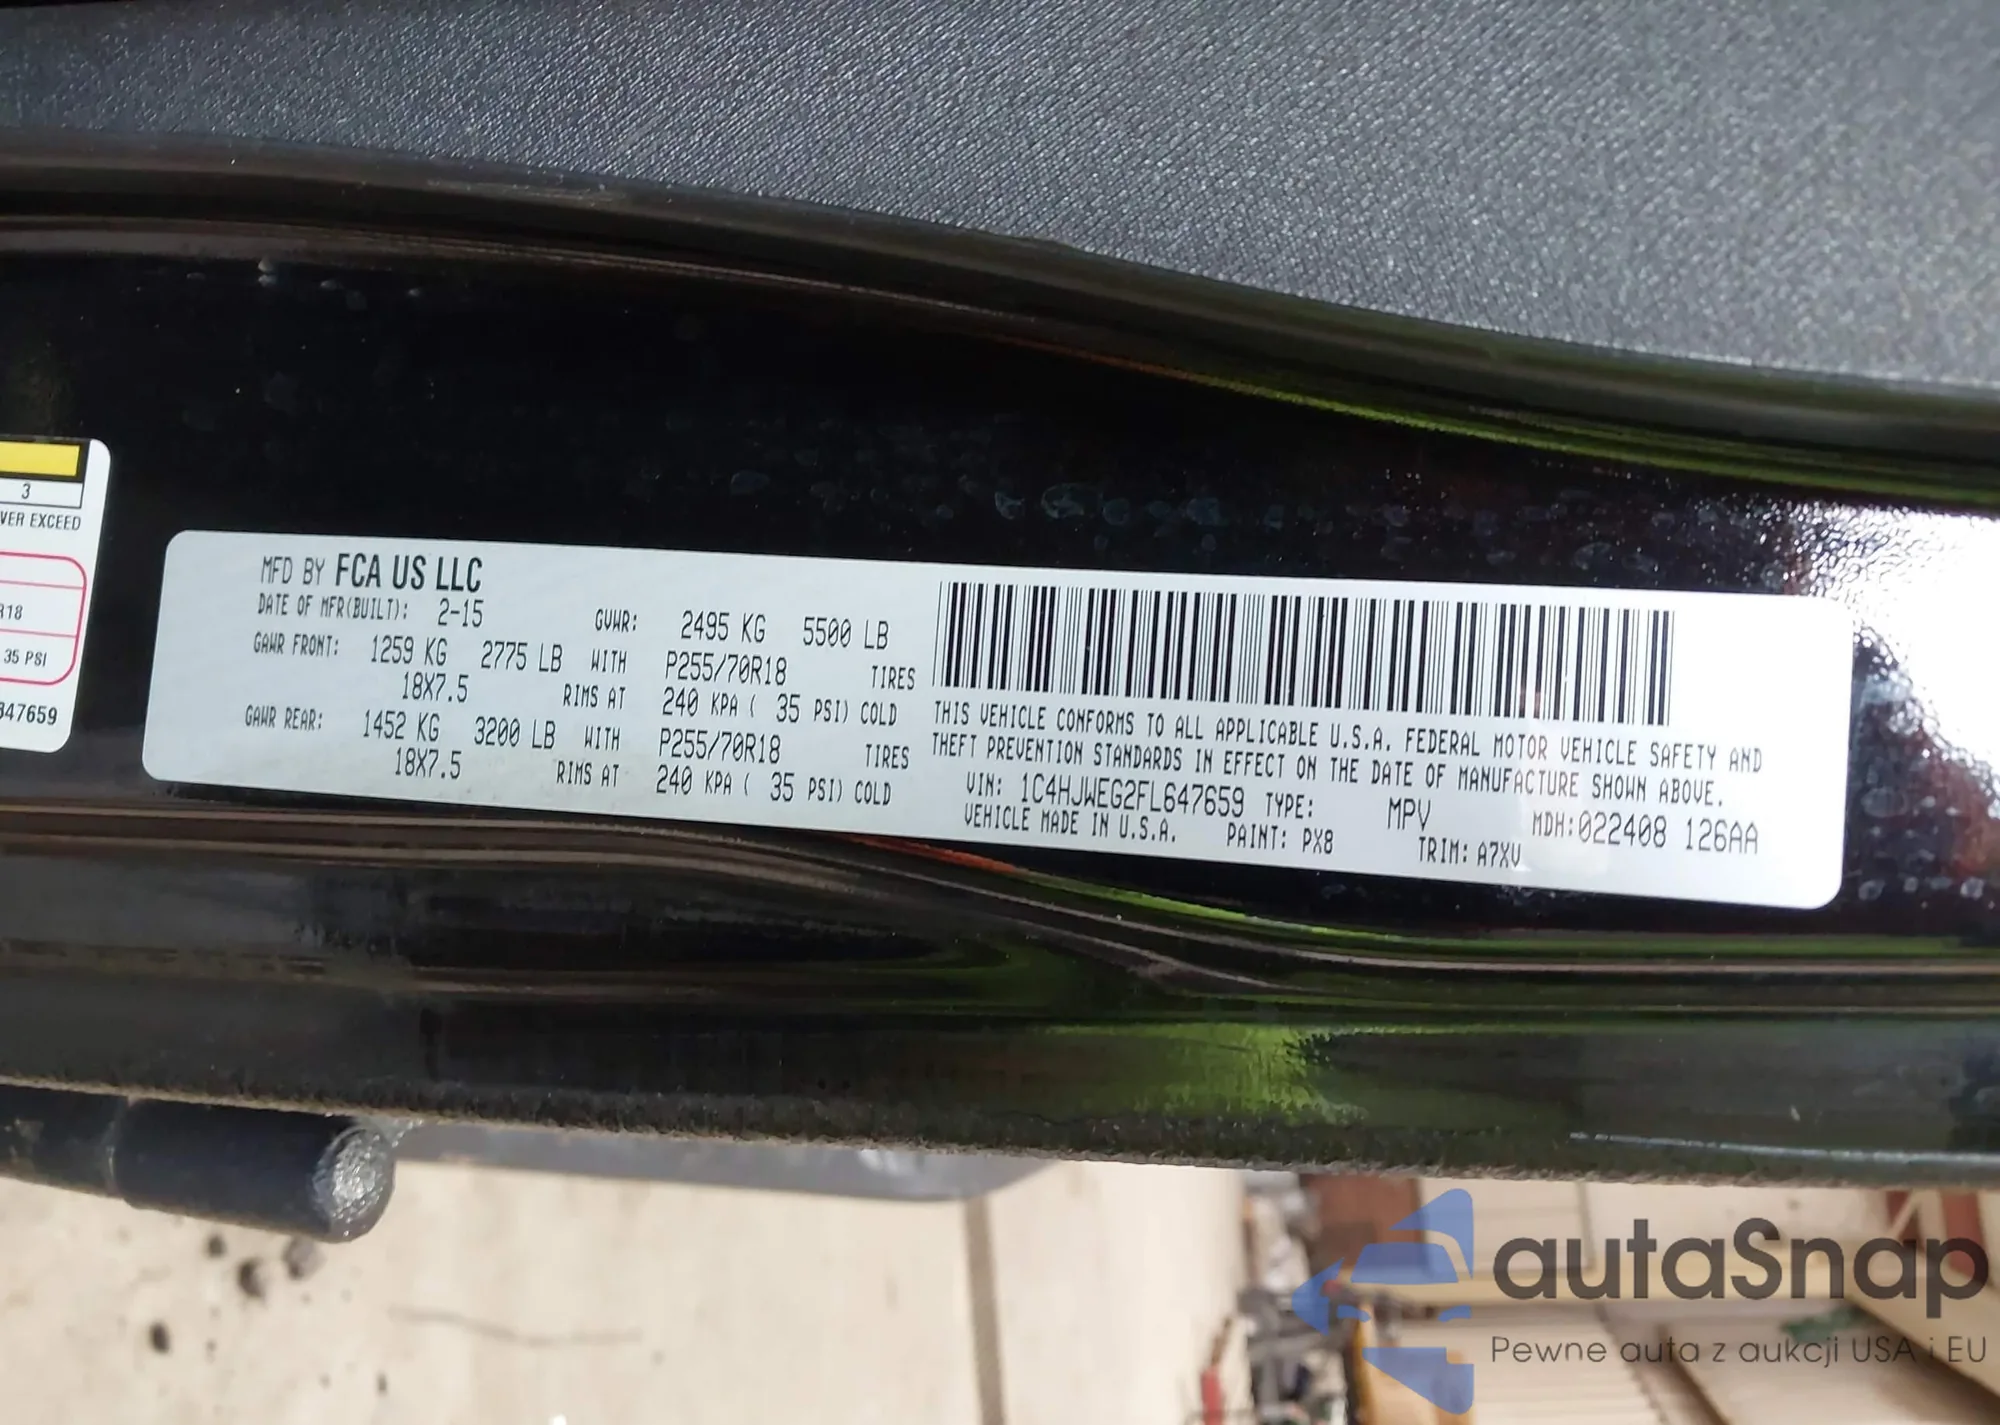 3
VER EXCEED
R18
35 PSI
347659
MFD BY FCA US LLC
DATE OF MFR(BUILT): 2-15 GVWR: 2495 KG 5500 LB
GAWR FRONT: 1259 KG 2775 LB WITH P255/70R18 TIRES
18X7.5 RIMS AT 240 KPA ( 35 PSI) COLD
GAWR REAR: 1452 KG 3200 LB WITH P255/70R18 TIRES
18X7.5 RIMS AT 240 KPA ( 35 PSI) COLD
THIS VEHICLE CONFORMS TO ALL APPLICABLE U.S.A. FEDERAL MOTOR VEHICLE SAFETY AND
THEFT PREVENTION STANDARDS IN EFFECT ON THE DATE OF MANUFACTURE SHOWN ABOVE.
VIN: 1C4HJWEG2FL647659 TYPE: MPV MDH:022408 126AA
VEHICLE MADE IN U.S.A. PAINT: PX8 TRIM: A7XV
autaSnap
Pewne auta z aukcji USA i EU